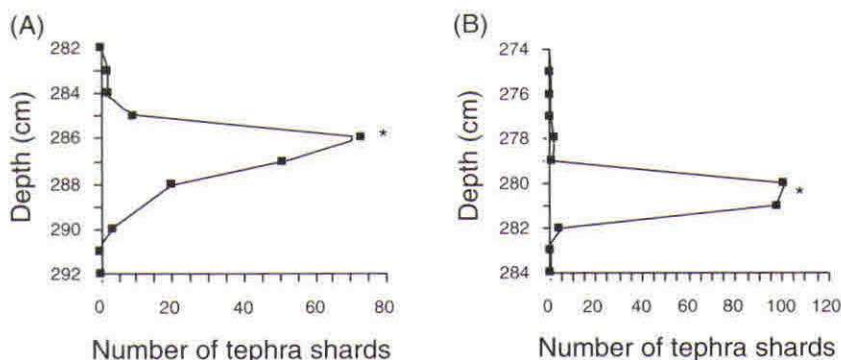 (A)
282
284
286
288
290
292
Depth (cm)
*
0 20 40 60 80
Number of tephra shards
(B)
274
276
278
280
282
284
Depth (cm)
*
0 20 40 60 80 100 120
Number of tephra shards